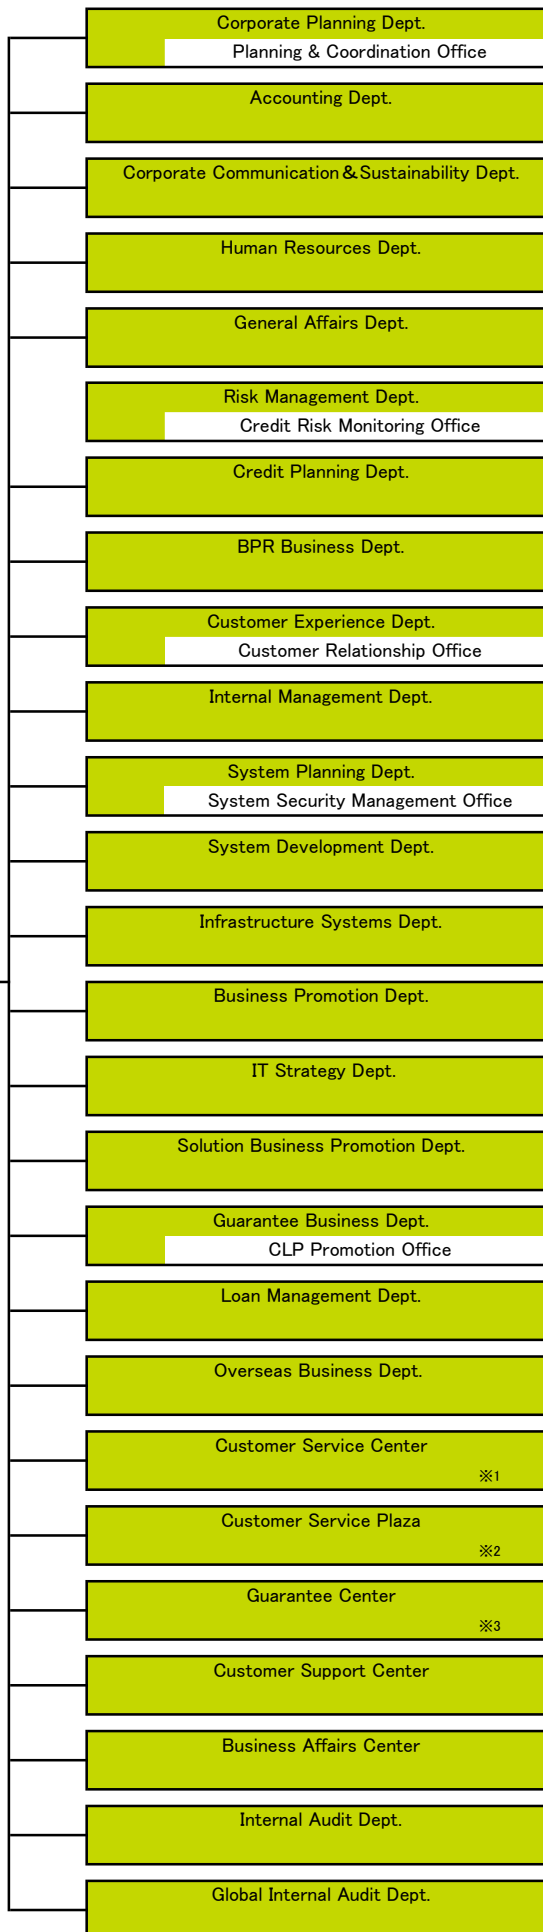 Corporate Planning Dept.
Planning & Coordination Office
Accounting Dept.
Corporate Communication＆Sustainability Dept.
Human Resources Dept.
General Affairs Dept.
Risk Management Dept.
Credit Risk Monitoring Office
Credit Planning Dept.
BPR Business Dept.
Customer Experience Dept.
Customer Relationship Office
Internal Management Dept.
System Planning Dept.
System Security Management Office
System Development Dept.
Infrastructure Systems Dept.
Business Promotion Dept.
IT Strategy Dept.
Solution Business Promotion Dept.
Guarantee Business Dept.
CLP Promotion Office
Loan Management Dept.
Overseas Business Dept.
Customer Service Center
※1
Customer Service Plaza
※2
Guarantee Center
※3
Customer Support Center
Business Affairs Center
Internal Audit Dept.
Global Internal Audit Dept.